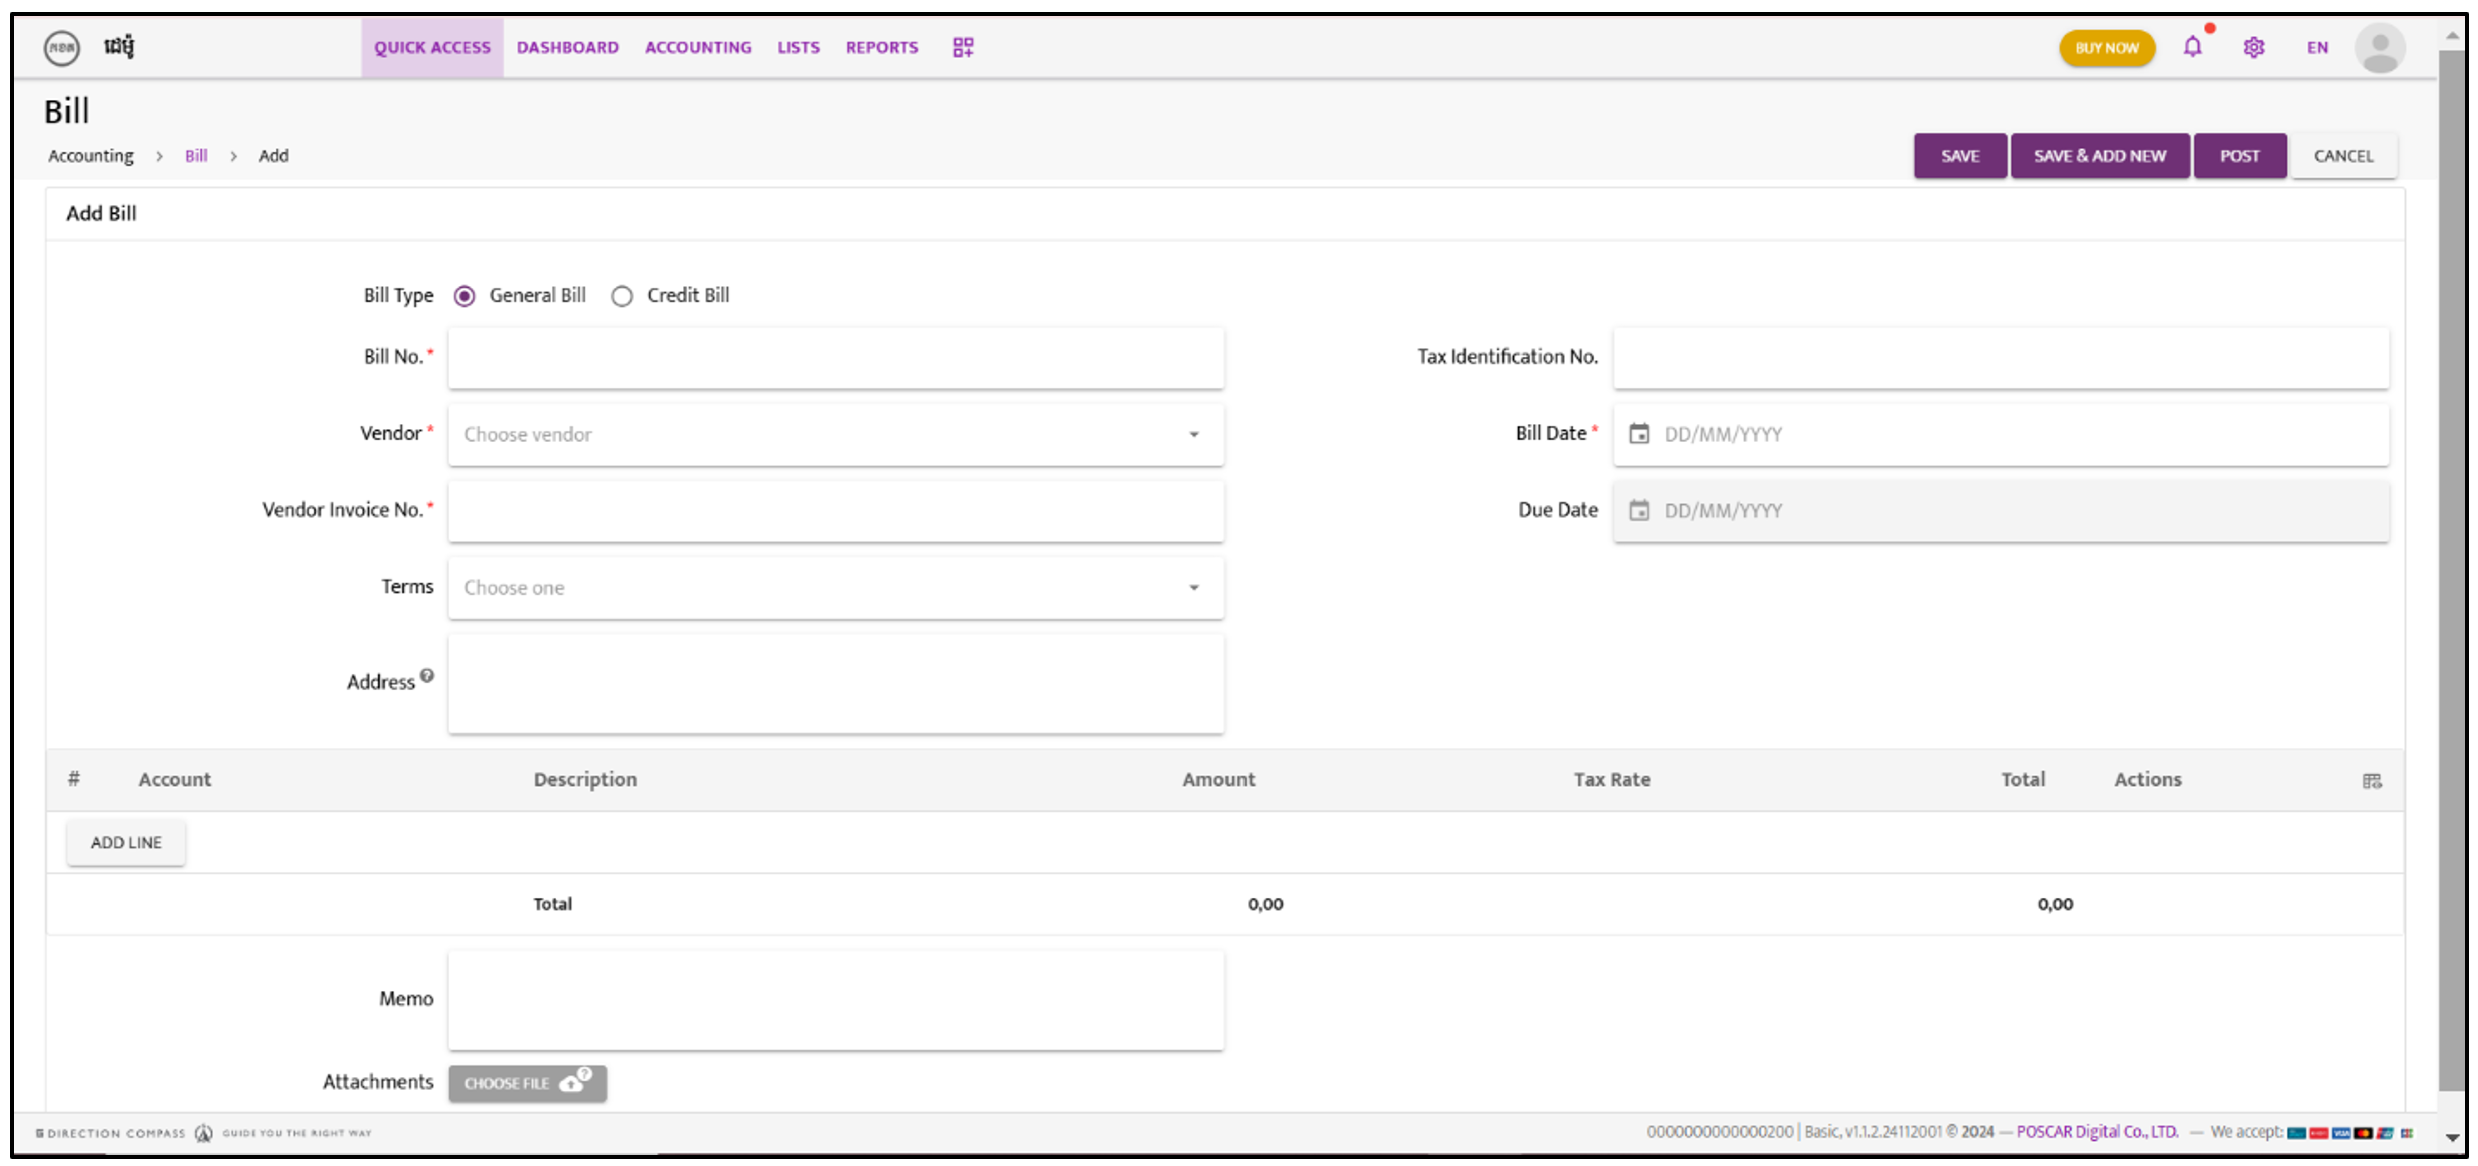 ដេម៉ូ QUICK ACCESS DASHBOARD ACCOUNTING LISTS REPORTS BUY NOW EN
Bill
Accounting > Bill > Add SAVE SAVE & ADD NEW POST CANCEL
Add Bill
Bill Type General Bill Credit Bill
Bill No.* Tax Identification No.
Vendor * Choose vendor Bill Date * DD/MM/YYYY
Vendor Invoice No.* Due Date DD/MM/YYYY
Terms Choose one
Address ?
# Account Description Amount Tax Rate Total Actions
ADD LINE
Total 0,00 0,00
Memo
Attachments CHOOSE FILE ?
DIRECTION COMPASS GUIDE YOU THE RIGHT WAY 0000000000000200 | Basic, v1.1.2.24112001 © 2024 — POSCAR Digital Co., LTD. — We accept: VISA